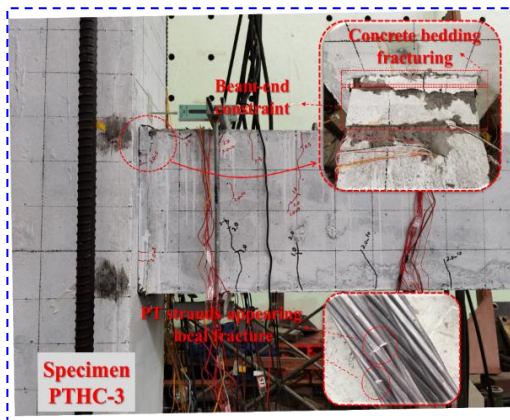 Concrete bedding
fracturing
Beam-end
constraint
PT strands appearing
local fracture
Specimen
PTHC-3